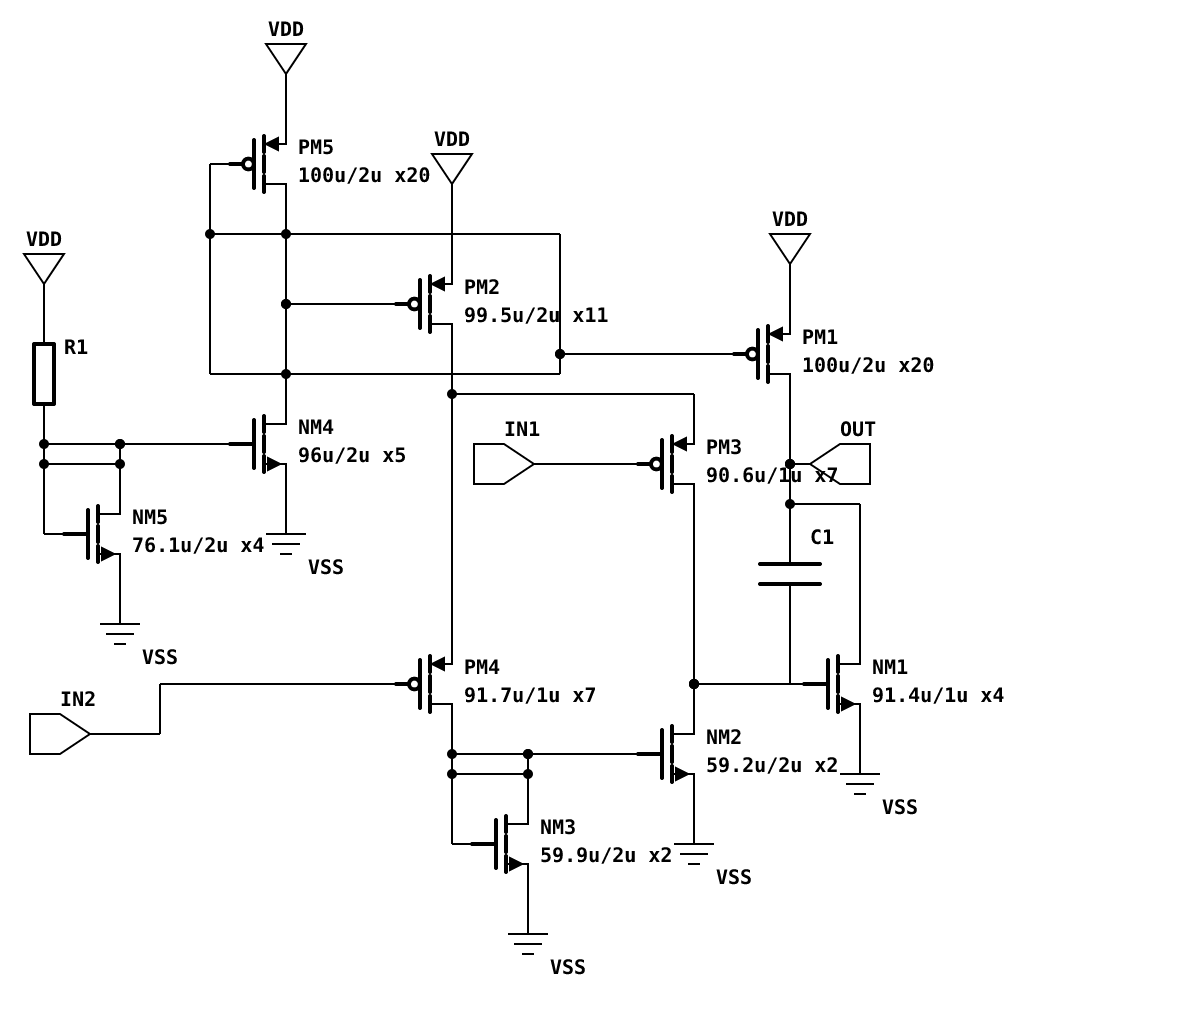 VDD
VDD
PM5
100u/2u x20
VDD
VDD
PM2
99.5u/2u x11
R1
PM1
100u/2u x20
NM4
96u/2u x5
IN1
PM3
90.6u/1u x7
OUT
NM5
76.1u/2u x4
C1
VSS
VSS
PM4
91.7u/1u x7
NM1
91.4u/1u x4
IN2
NM2
59.2u/2u x2
VSS
NM3
59.9u/2u x2
VSS
VSS